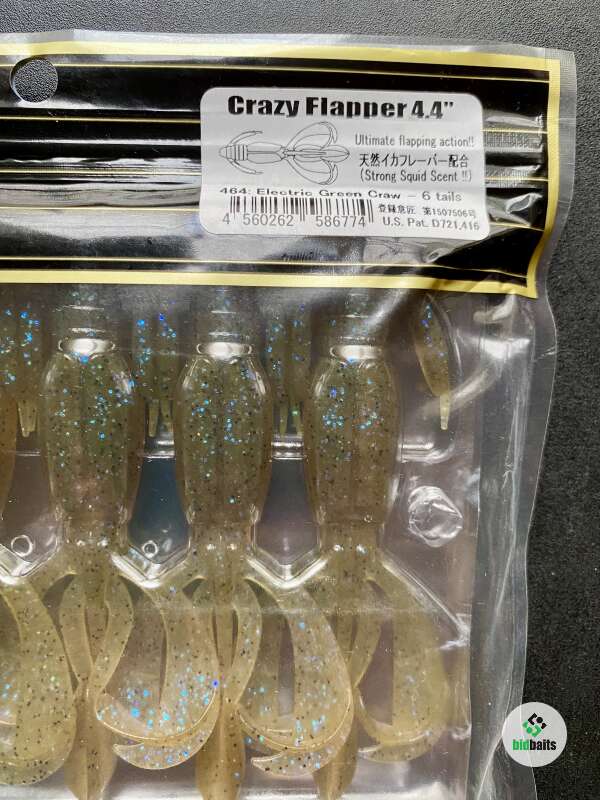 Crazy Flapper 4.4"
Ultimate flapping action!!
天然イカフレーバー配合
(Strong Squid Scent !!)
464: Electric Green Craw – 6 tails
4 560262 586774
登録意匠 第1507506号
U.S. Pat. D721,416
bidbaits